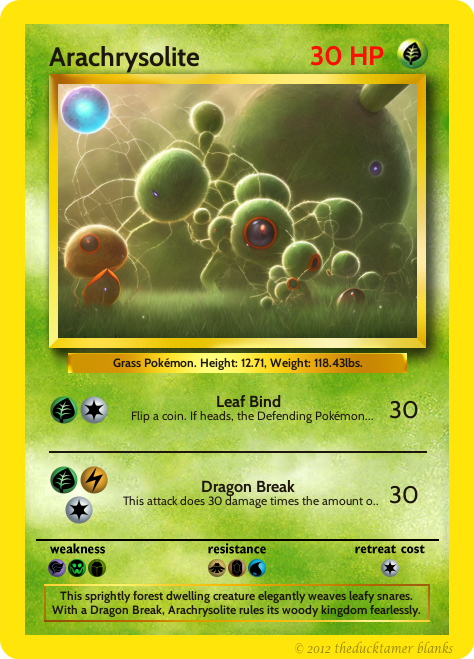 Arachrysolite
30 HP
Grass Pokémon. Height: 12.71, Weight: 118.43lbs.
Leaf Bind
Flip a coin. If heads, the Defending Pokémon...
30
Dragon Break
This attack does 30 damage times the amount o..
30
weakness
resistance
retreat cost
This sprightly forest dwelling creature elegantly weaves leafy snares.
With a Dragon Break, Arachrysolite rules its woody kingdom fearlessly.
© 2012 theducktamer blanks